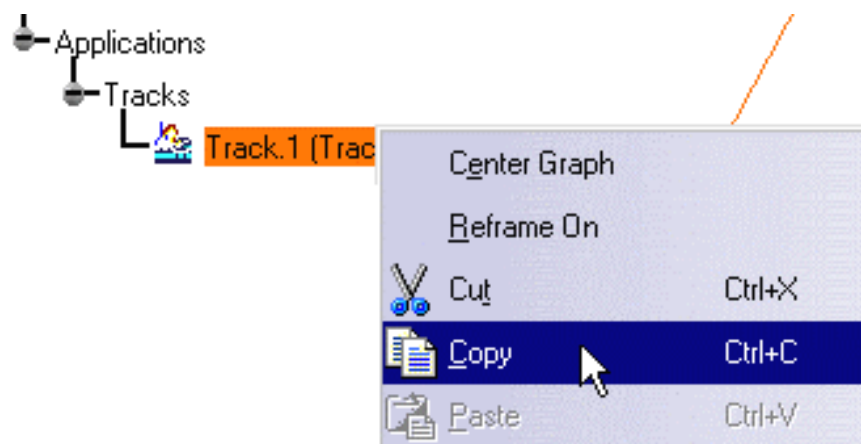 Applications
Tracks
Track.1 (Trac
Center Graph
Reframe On
Cut Ctrl+X
Copy Ctrl+C
Paste Ctrl+V